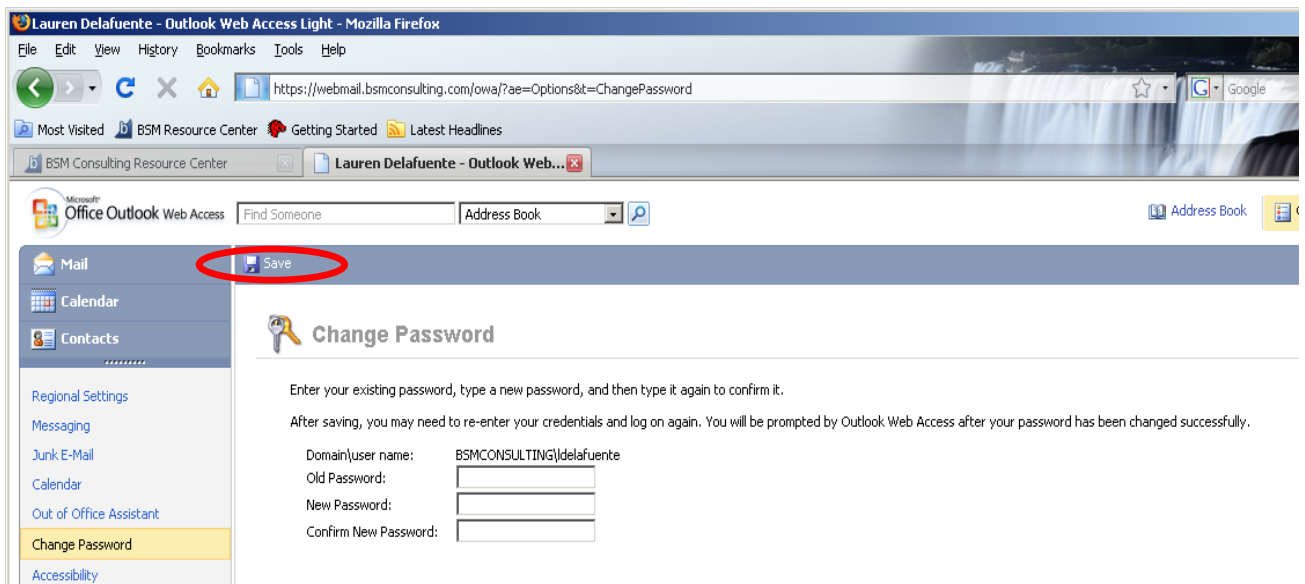 Lauren Delafuente - Outlook Web Access Light - Mozilla Firefox
File Edit View History Bookmarks Tools Help
https://webmail.bsmconsulting.com/owa/?ae=Options&t=ChangePassword
G Google
Most Visited BSM Resource Center Getting Started Latest Headlines
BSM Consulting Resource Center Lauren Delafuente - Outlook Web...
Microsoft
Office Outlook Web Access Find Someone Address Book Address Book
Mail Save
Calendar
Contacts
Change Password
Enter your existing password, type a new password, and then type it again to confirm it.
After saving, you may need to re-enter your credentials and log on again. You will be prompted by Outlook Web Access after your password has been changed successfully.
Domain\user name: BSMCONSULTING\ldelafuente
Old Password:
New Password:
Confirm New Password:
Regional Settings
Messaging
Junk E-Mail
Calendar
Out of Office Assistant
Change Password
Accessibility